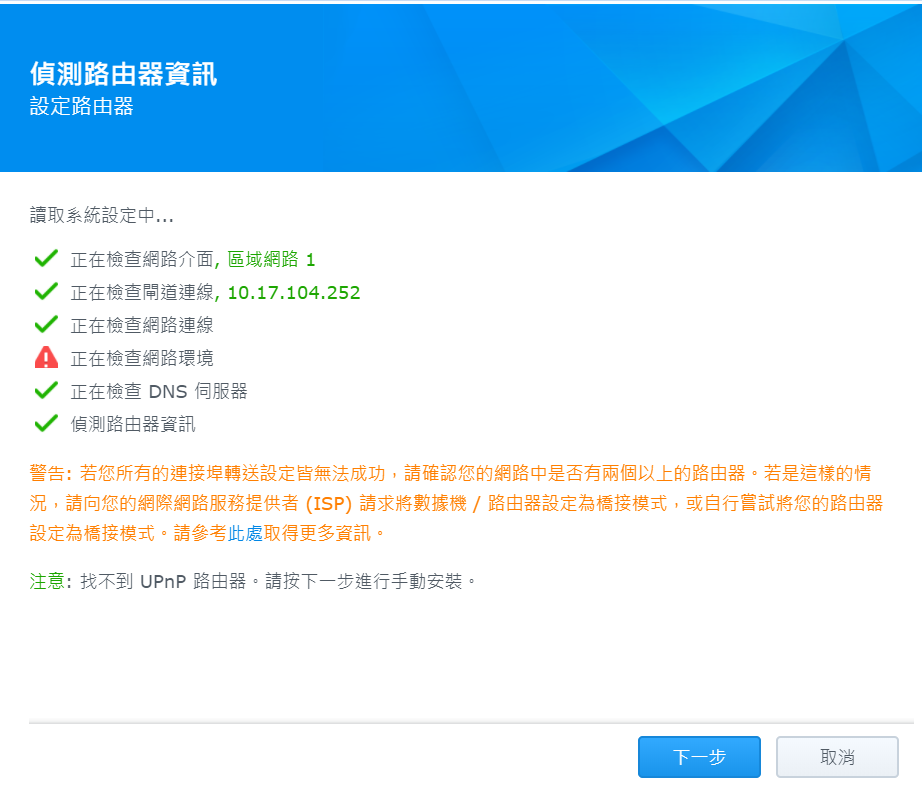 偵測路由器資訊
設定路由器
讀取系統設定中...
正在檢查網路介面, 區域網路 1
正在檢查閘道連線, 10.17.104.252
正在檢查網路連線
正在檢查網路環境
正在檢查 DNS 伺服器
偵測路由器資訊
警告: 若您所有的連接埠轉送設定皆無法成功，請確認您的網路中是否有兩個以上的路由器。若是這樣的情
況，請向您的網際網路服務提供者 (ISP) 請求將數據機 / 路由器設定為橋接模式，或自行嘗試將您的路由器
設定為橋接模式。請參考此處取得更多資訊。
注意: 找不到 UPnP 路由器。請按下一步進行手動安裝。
下一步
取消